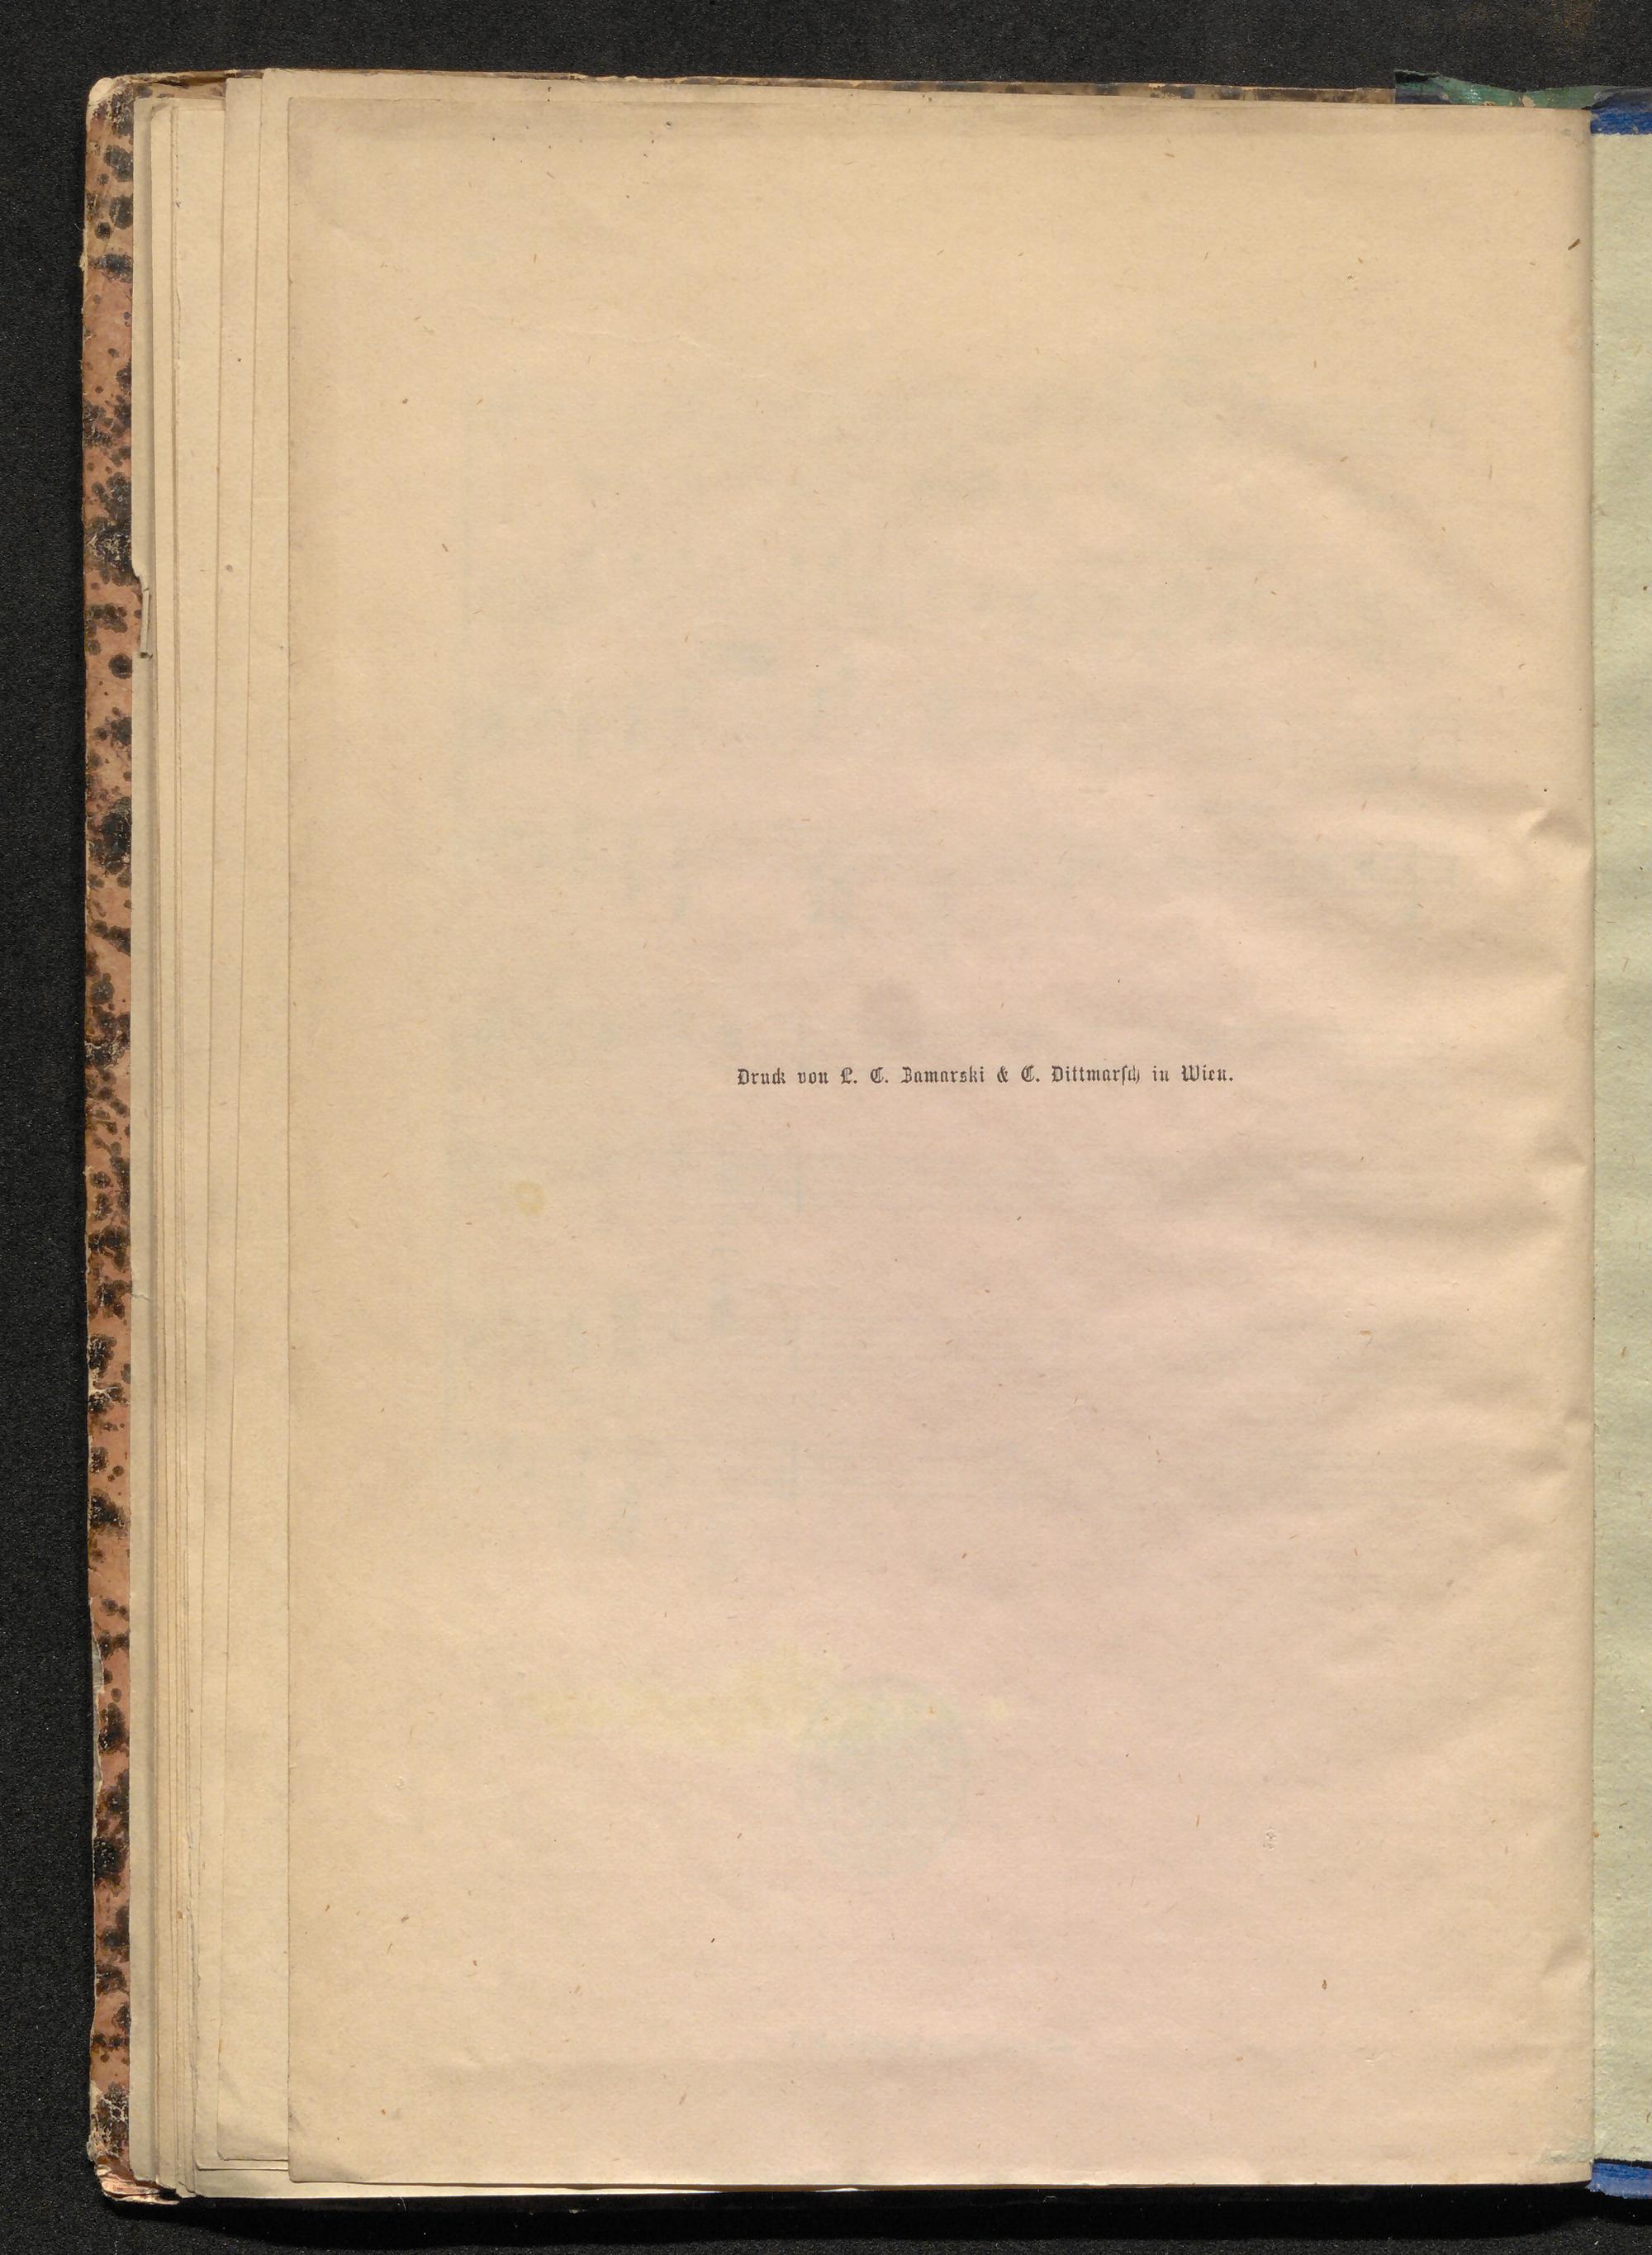 Druck von L. C. Zamarski & C. Dittmarsch in Wien.